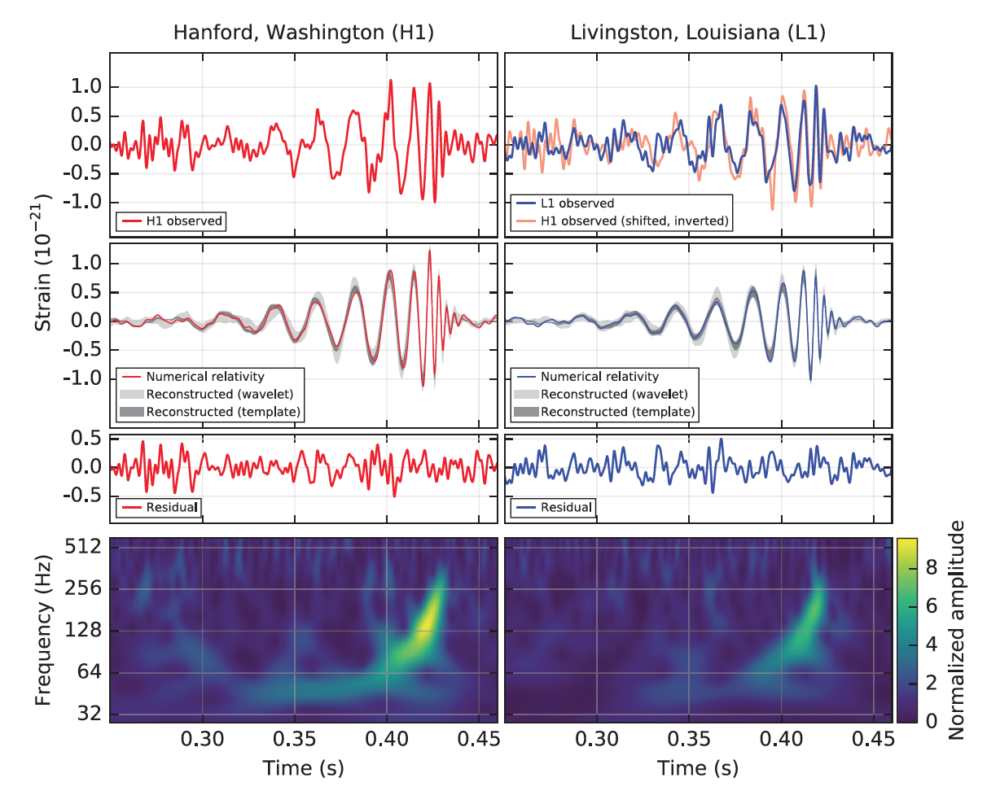 Hanford, Washington (H1)
Livingston, Louisiana (L1)
Strain (10⁻²¹)
1.0
0.5
0.0
-0.5
-1.0
H1 observed
L1 observed
H1 observed (shifted, inverted)
1.0
0.5
0.0
-0.5
-1.0
Numerical relativity
Reconstructed (wavelet)
Reconstructed (template)
Numerical relativity
Reconstructed (wavelet)
Reconstructed (template)
0.5
0.0
-0.5
Residual
Residual
Frequency (Hz)
512
256
128
64
32
Normalized amplitude
8
6
4
2
0
0.30 0.35 0.40 0.45
0.30 0.35 0.40 0.45
Time (s)
Time (s)